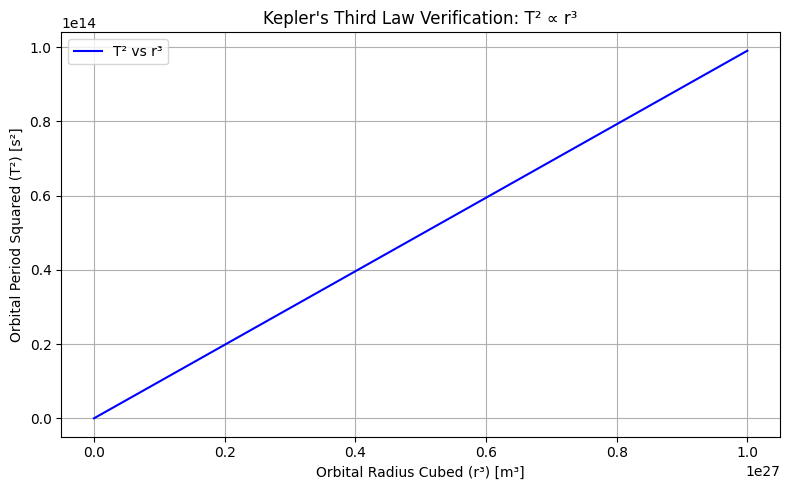 Kepler's Third Law Verification: T² ∝ r³
1e14
T² vs r³
1.0
0.8
0.6
0.4
0.2
0.0
Orbital Period Squared (T²) [s²]
0.0 0.2 0.4 0.6 0.8 1.0
1e27
Orbital Radius Cubed (r³) [m³]